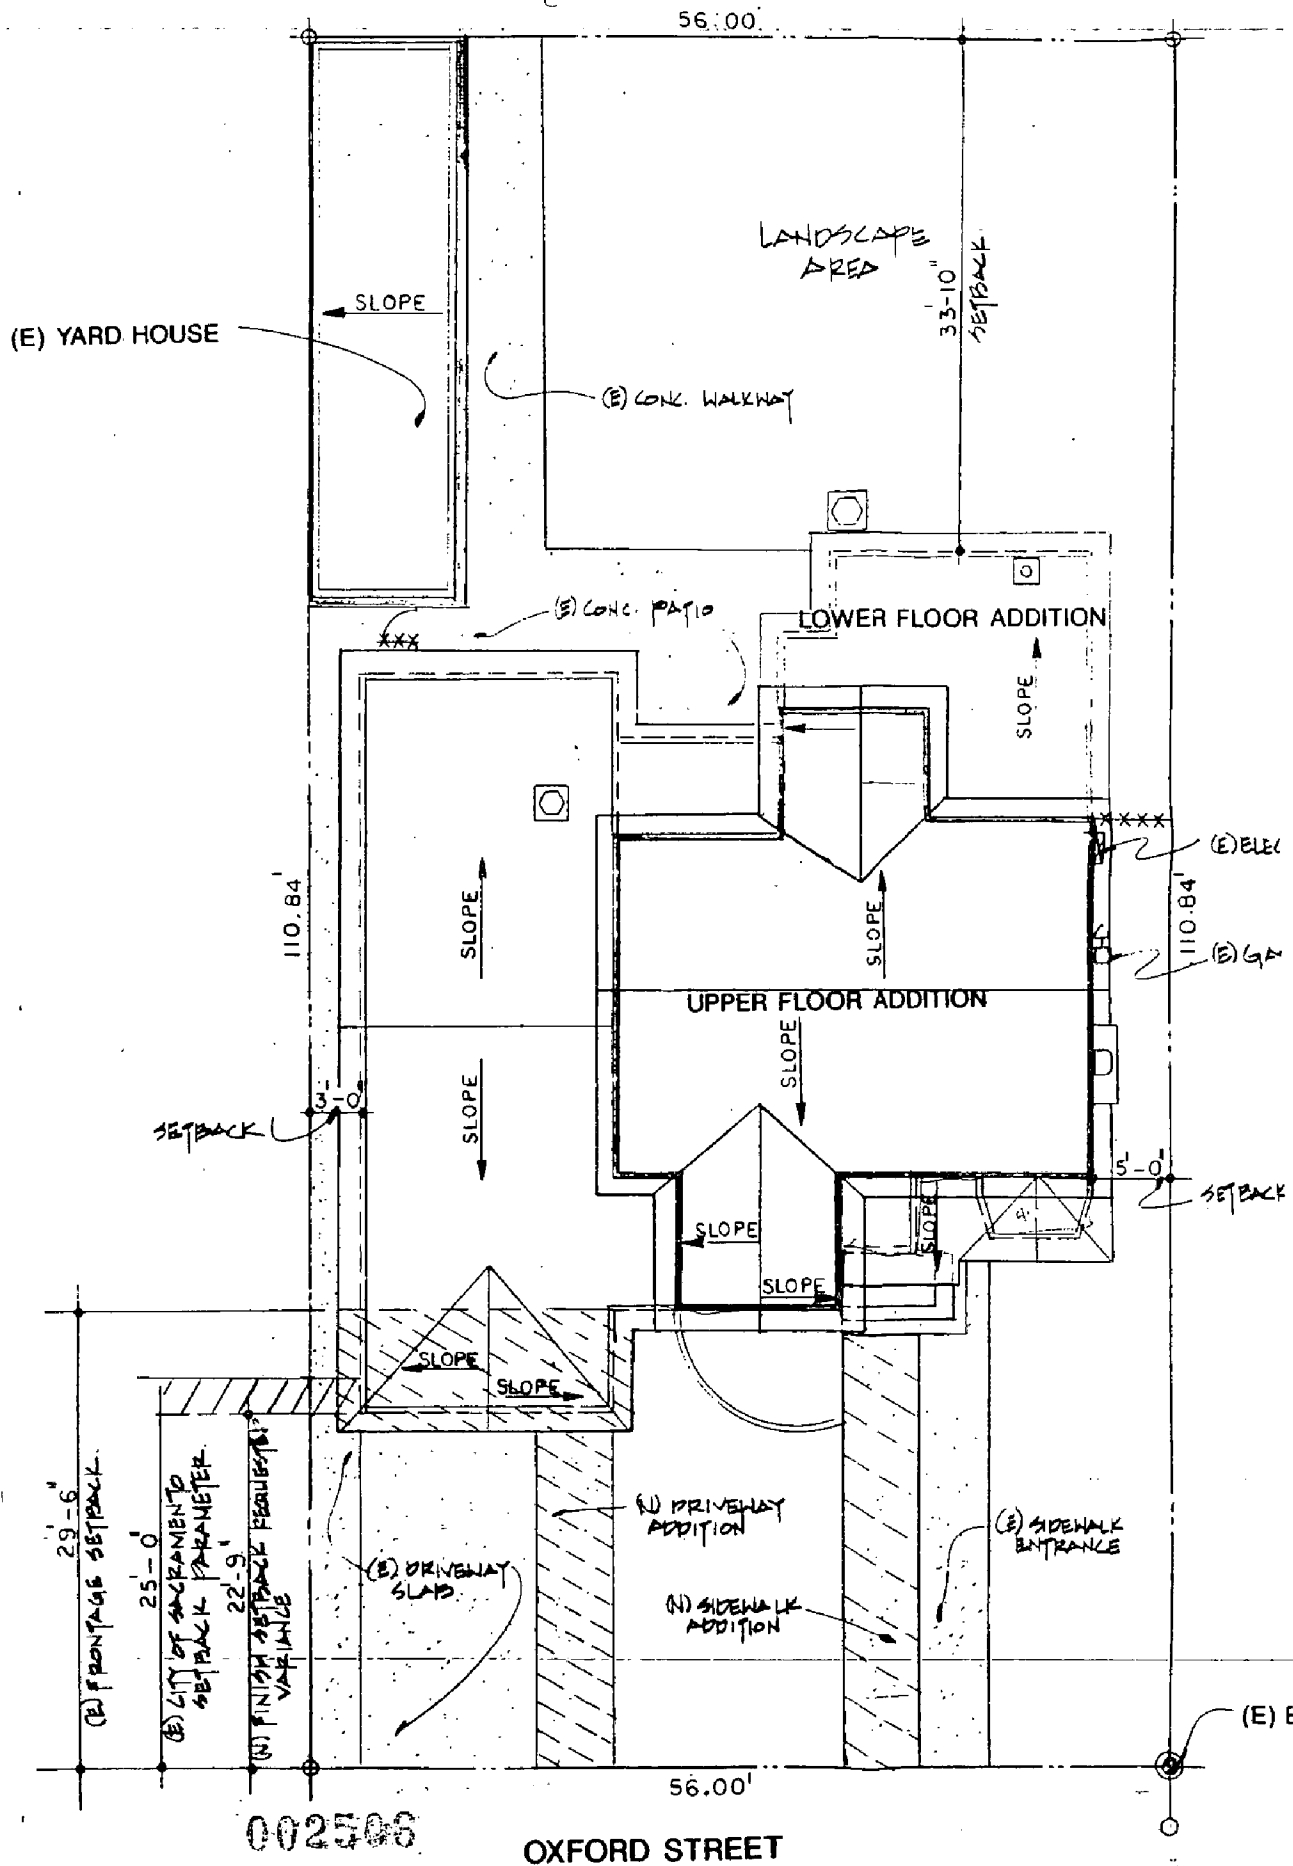 56.00'
LANDSCAPE
AREA
33'-10"
SETBACK
SLOPE
(E) YARD HOUSE
(E) CONC. WALKWAY
(E) CONC. PATIO
LOWER FLOOR ADDITION
SLOPE
110.84'
SLOPE
SLOPE
(E) ELEC
110.84'
(E) GA
UPPER FLOOR ADDITION
SLOPE
SLOPE
3'-0"
SETBACK
5'-0"
SETBACK
SLOPE
SLOPE
SLOPE
SLOPE
SLOPE
29'-6"
(E) FRONTAGE SETBACK
25'-0"
(E) CITY OF SACRAMENTO
SETBACK PARAMETER
22'-9"
(N) FINISH SETBACK REQUESTED
VARIANCE
(N) DRIVEWAY
ADDITION
(E) SIDEWALK
ENTRANCE
(E) DRIVEWAY
SLAB
(N) SIDEWALK
ADDITION
(E) E
56.00'
002506
OXFORD STREET